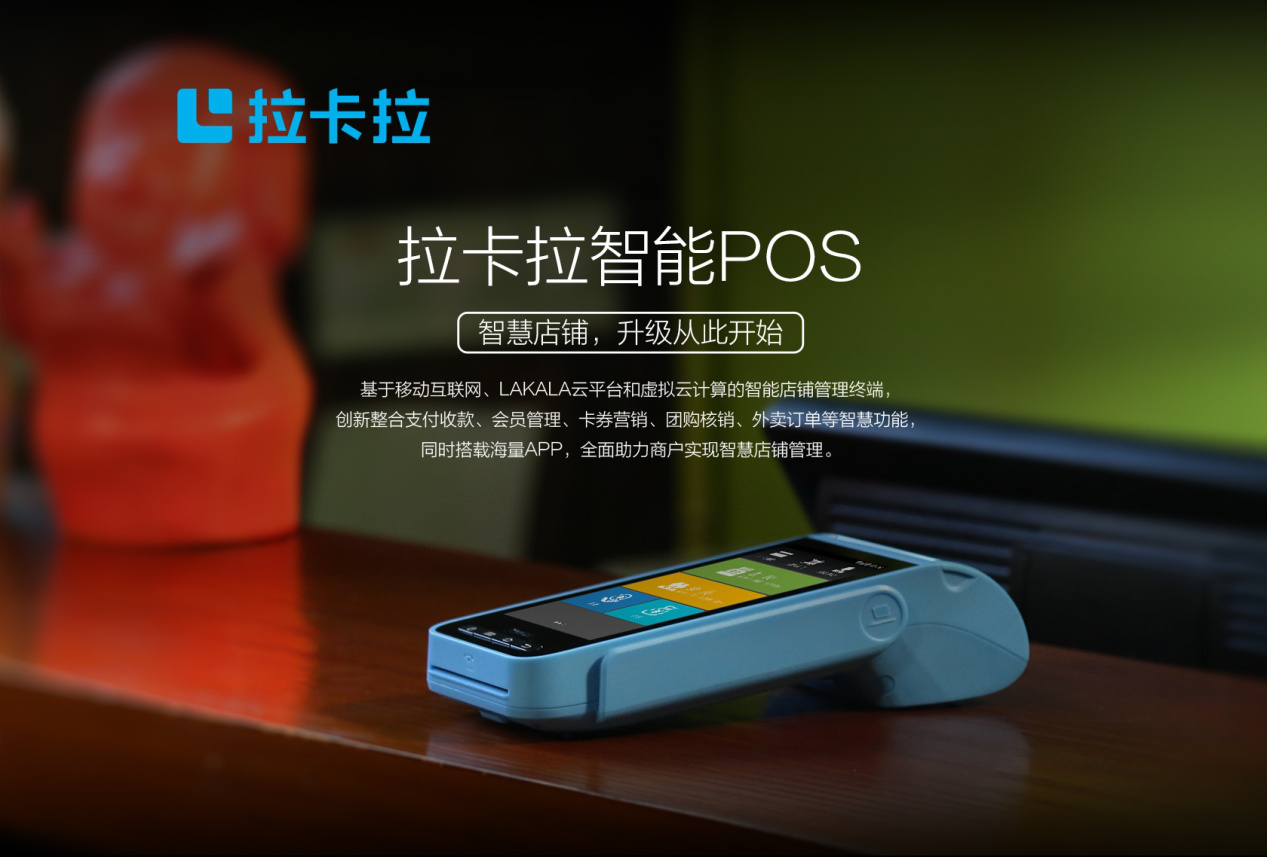 拉卡拉
拉卡拉智能POS
智慧店铺，升级从此开始
基于移动互联网、LAKALA云平台和虚拟云计算的智能店铺管理终端，
创新整合支付收款、会员管理、卡券营销、团购核销、外卖订单等智慧功能，
同时搭载海量APP，全面助力商户实现智慧店铺管理。